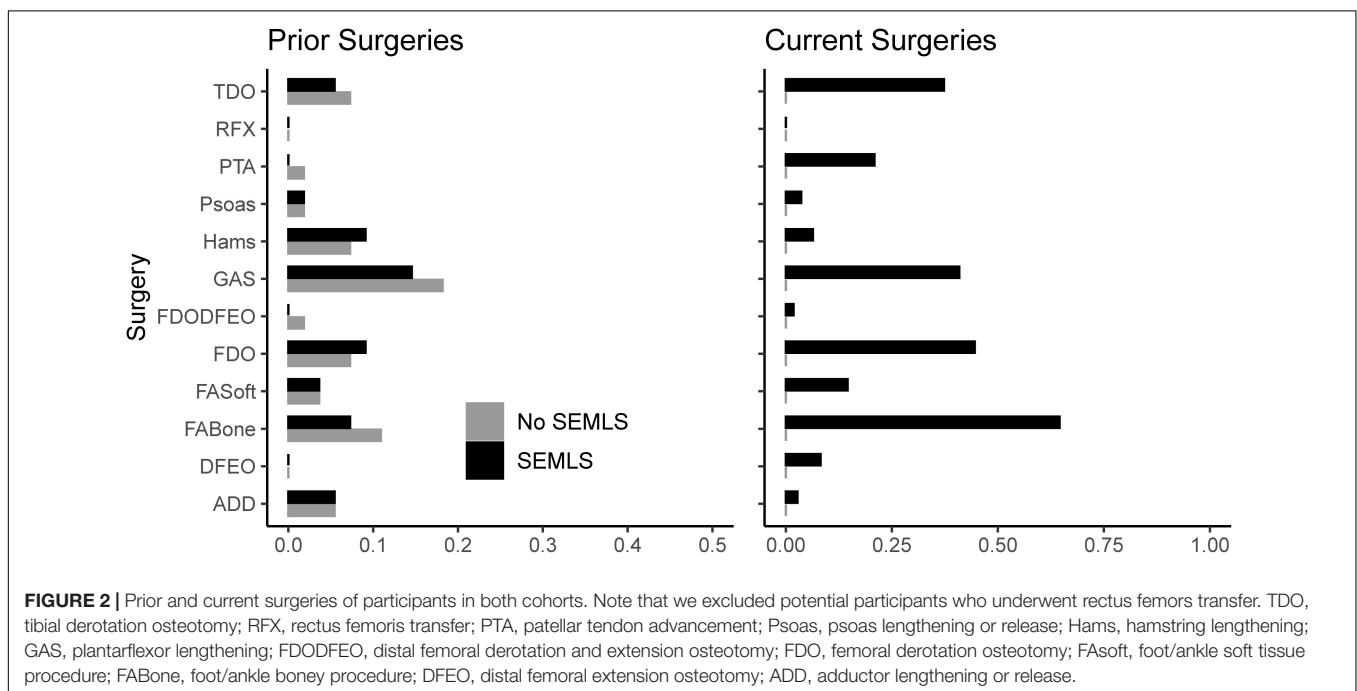 Prior Surgeries
Current Surgeries
Surgery
TDO
RFX
PTA
Psoas
Hams
GAS
FDODFEO
FDO
FASoft
FABone
DFEO
ADD
No SEMLS
SEMLS
0.0 0.1 0.2 0.3 0.4 0.5
0.00 0.25 0.50 0.75 1.00
FIGURE 2 | Prior and current surgeries of participants in both cohorts. Note that we excluded potential participants who underwent rectus femors transfer. TDO,
tibial derotation osteotomy; RFX, rectus femoris transfer; PTA, patellar tendon advancement; Psoas, psoas lengthening or release; Hams, hamstring lengthening;
GAS, plantarflexor lengthening; FDODFEO, distal femoral derotation and extension osteotomy; FDO, femoral derotation osteotomy; FAsoft, foot/ankle soft tissue
procedure; FABone, foot/ankle boney procedure; DFEO, distal femoral extension osteotomy; ADD, adductor lengthening or release.